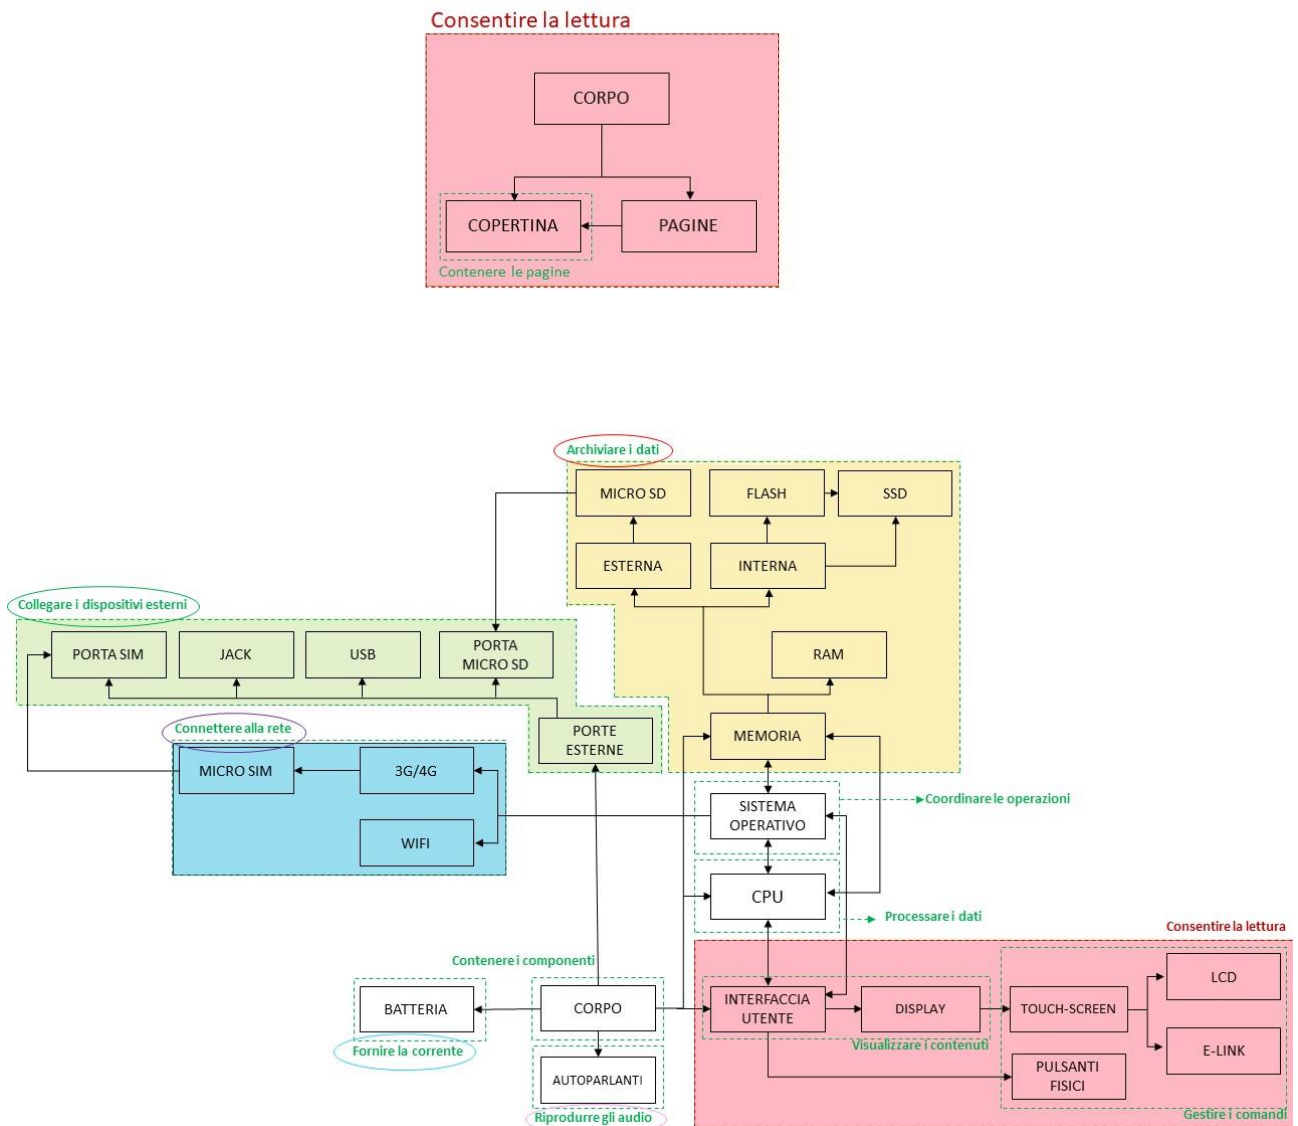 Consentire la lettura
CORPO
COPERTINA
PAGINE
Contenere le pagine
Archiviare i dati
MICRO SD
FLASH
SSD
ESTERNA
INTERNA
Collegare i dispositivi esterni
PORTA SIM
JACK
USB
PORTA
MICRO SD
RAM
Connettere alla rete
PORTE
ESTERNE
MEMORIA
MICRO SIM
3G/4G
SISTEMA
OPERATIVO
Coordinare le operazioni
WIFI
CPU
Processare i dati
Consentire la lettura
Contenere i componenti
BATTERIA
CORPO
INTERFACCIA
UTENTE
DISPLAY
TOUCH-SCREEN
LCD
E-LINK
Fornire la corrente
Visualizzare i contenuti
AUTOPARLANTI
PULSANTI
FISICI
Riprodurre gli audio
Gestire i comandi